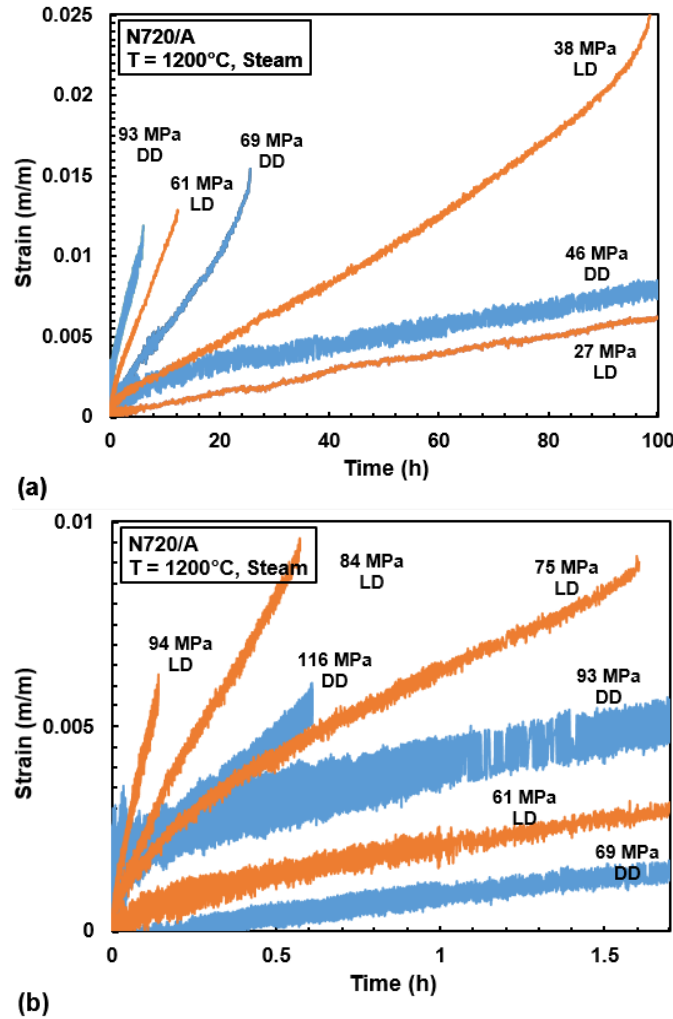 0.025
N720/A
T = 1200°C, Steam
38 MPa
LD
0.02
93 MPa
DD
69 MPa
DD
0.015
61 MPa
LD
Strain (m/m)
0.01
46 MPa
DD
0.005
27 MPa
LD
0
0 20 40 60 80 100
Time (h)
(a)
0.01
N720/A
T = 1200°C, Steam
84 MPa
LD
75 MPa
LD
94 MPa
LD
116 MPa
DD
93 MPa
DD
Strain (m/m)
0.005
61 MPa
LD
69 MPa
DD
0
0 0.5 1 1.5
Time (h)
(b)